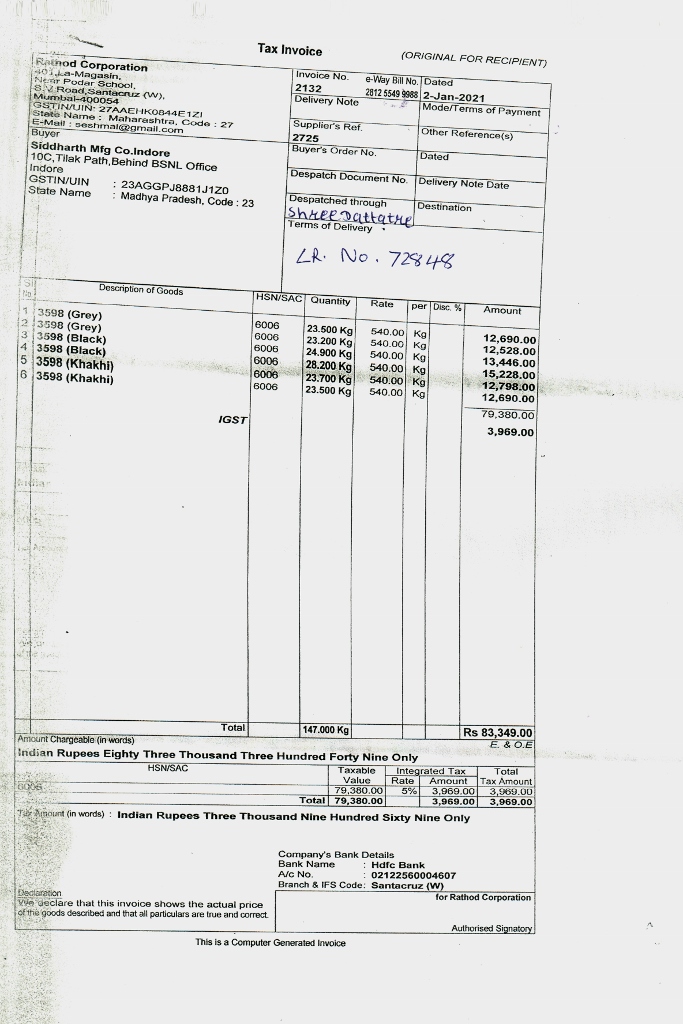 Tax Invoice
(ORIGINAL FOR RECIPIENT)
Rathod Corporation
401,La-Magasin,
Near Podar School,
S.V.Road,Santacruz (W),
Mumbai-400054
GSTIN/UIN: 27AAEHK0844E1ZI
State Name : Maharashtra, Code : 27
E-Mail : seshmal@gmail.com
Invoice No. e-Way Bill No. Dated
2132 2812 5549 9988 2-Jan-2021
Delivery Note Mode/Terms of Payment
Supplier's Ref. Other Reference(s)
2725
Buyer
Siddharth Mfg Co.Indore
10C,Tilak Path,Behind BSNL Office
Indore
GSTIN/UIN : 23AGGPJ8881J1Z0
State Name : Madhya Pradesh, Code : 23
Buyer's Order No. Dated
Despatch Document No. Delivery Note Date
Despatched through Destination
Shree Dattatre
Terms of Delivery
LR. No. 72848
Sl No. Description of Goods HSN/SAC Quantity Rate per Disc. % Amount
1 3598 (Grey) 6006 23.500 Kg 540.00 Kg 12,690.00
2 3598 (Grey) 6006 23.200 Kg 540.00 Kg 12,528.00
3 3598 (Black) 6006 24.900 Kg 540.00 Kg 13,446.00
4 3598 (Black) 6006 28.200 Kg 540.00 Kg 15,228.00
5 3598 (Khakhi) 6006 23.700 Kg 540.00 Kg 12,798.00
6 3598 (Khakhi) 6006 23.500 Kg 540.00 Kg 12,690.00
79,380.00
IGST 3,969.00
Total 147.000 Kg Rs 83,349.00
Amount Chargeable (in words) E. & O.E
Indian Rupees Eighty Three Thousand Three Hundred Forty Nine Only
HSN/SAC Taxable Value Integrated Tax Rate Amount Total Tax Amount
6006 79,380.00 5% 3,969.00 3,969.00
Total 79,380.00 3,969.00 3,969.00
Tax Amount (in words) : Indian Rupees Three Thousand Nine Hundred Sixty Nine Only
Company's Bank Details
Bank Name : Hdfc Bank
A/c No. : 02122560004607
Branch & IFS Code: Santacruz (W)
Declaration
We declare that this invoice shows the actual price
of the goods described and that all particulars are true and correct.
for Rathod Corporation
Authorised Signatory
This is a Computer Generated Invoice